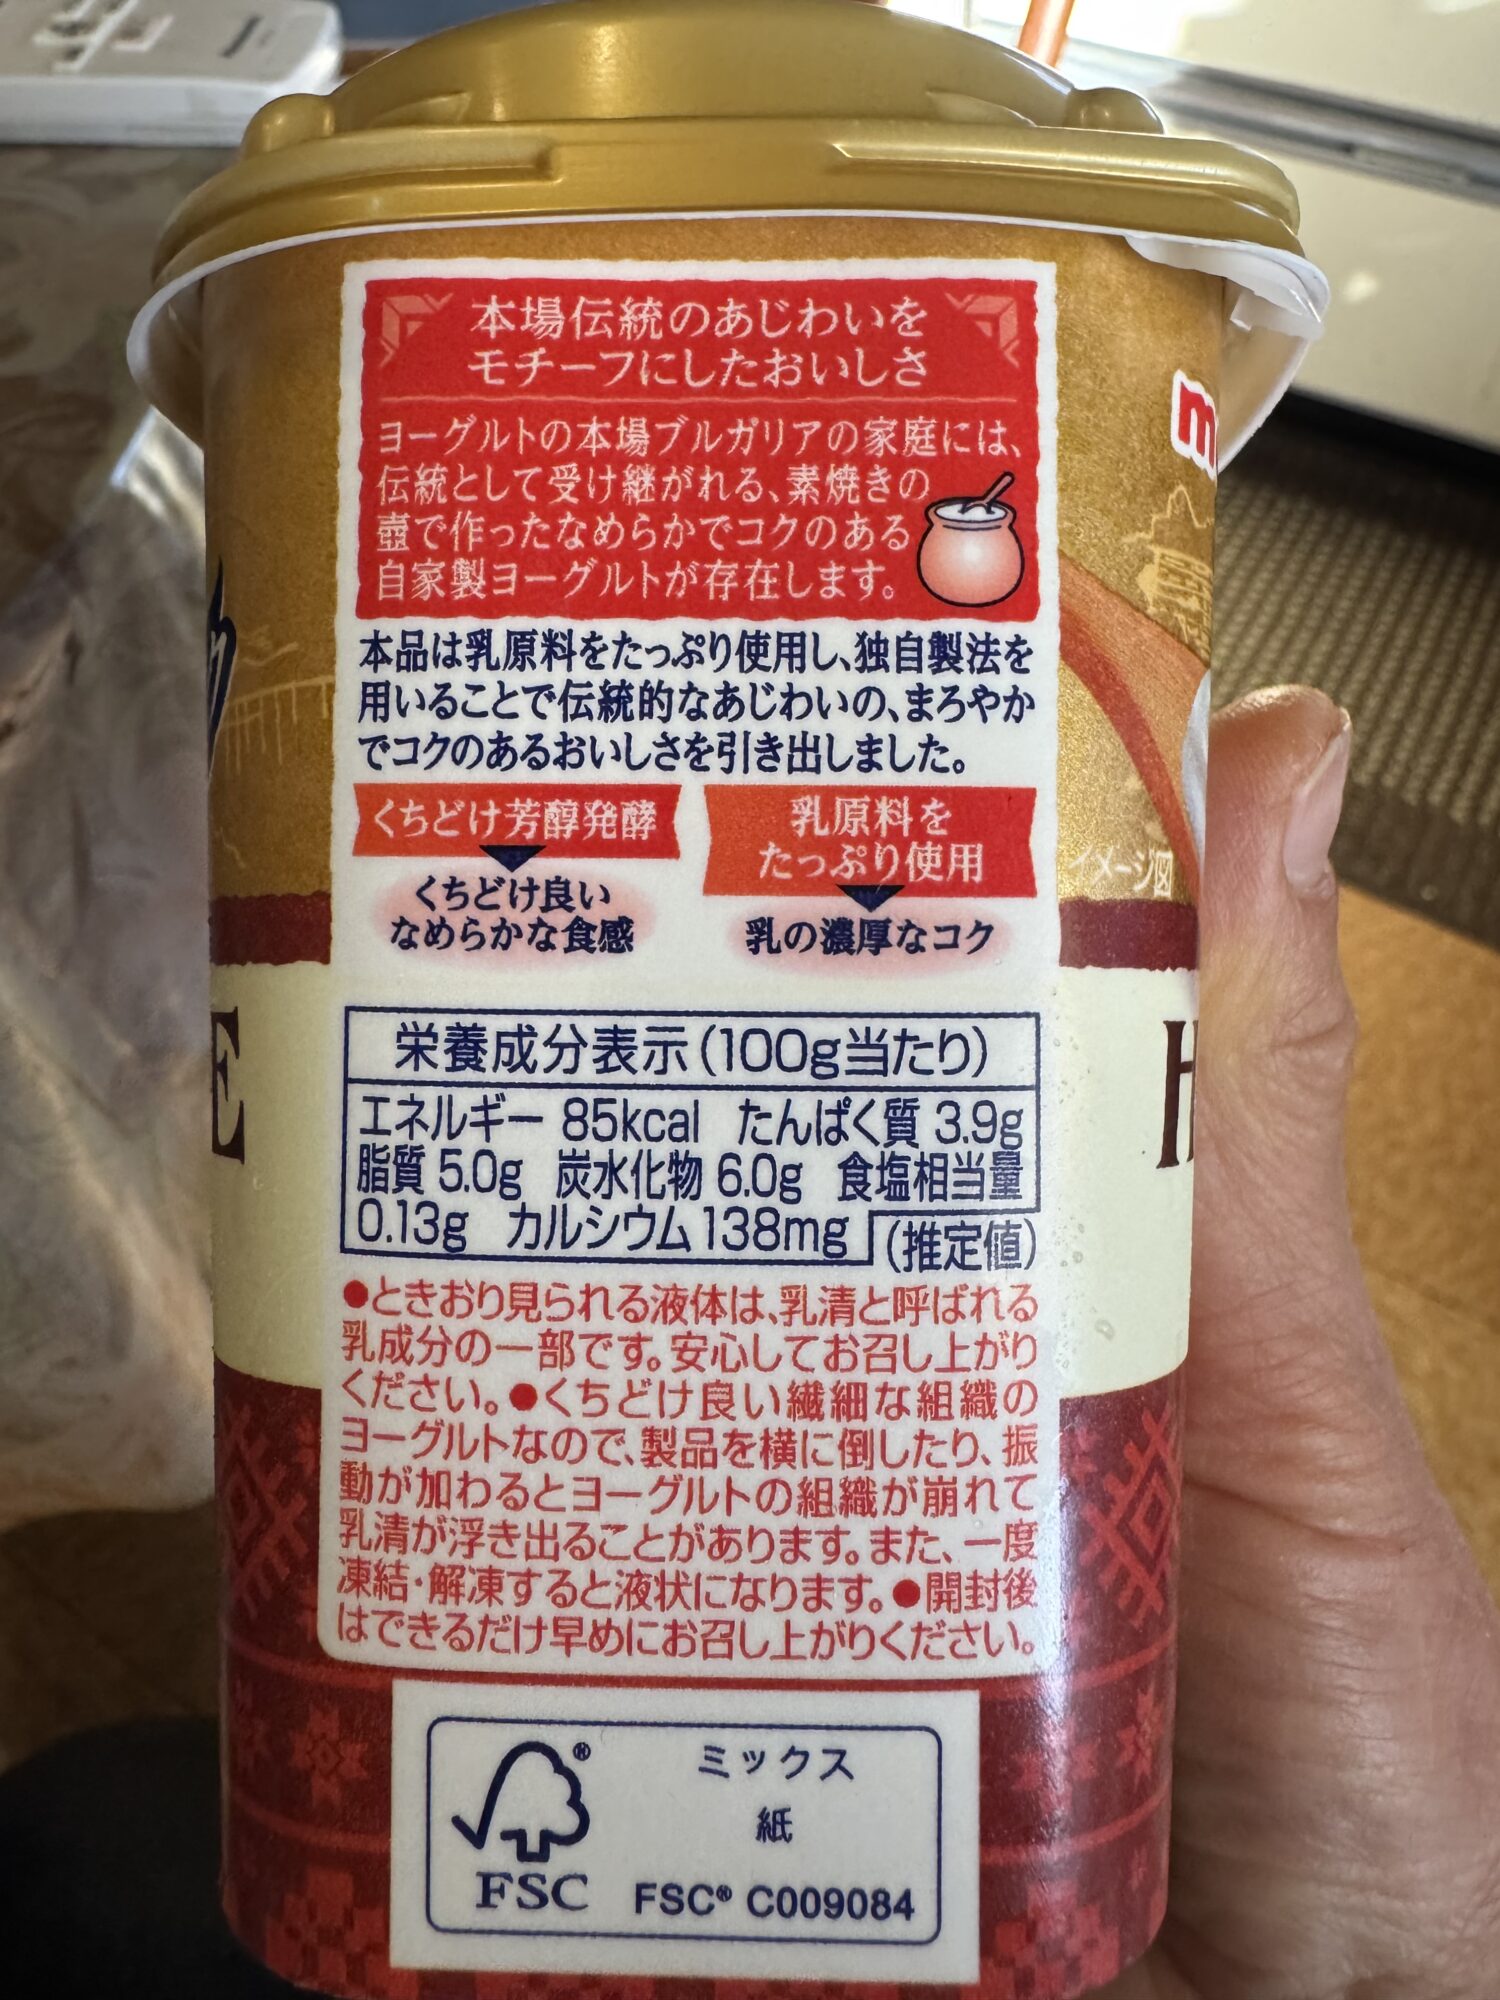 本場伝統のあじわいを
モチーフにしたおいしさ
ヨーグルトの本場ブルガリアの家庭には、
伝統として受け継がれる、素焼きの
壺で作ったなめらかでコクのある
自家製ヨーグルトが存在します。
本品は乳原料をたっぷり使用し、独自製法を
用いることで伝統的なあじわいの、まろやか
でコクのあるおいしさを引き出しました。
くちどけ芳醇発酵
くちどけ良い
なめらかな食感
乳原料を
たっぷり使用
乳の濃厚なコク
イメージ図
栄養成分表示(100g当たり)
エネルギー 85kcal たんぱく質 3.9g
脂質 5.0g 炭水化物 6.0g 食塩相当量
0.13g カルシウム 138mg (推定値)
●ときおり見られる液体は、乳清と呼ばれる
乳成分の一部です。安心してお召し上がり
ください。●くちどけ良い繊細な組織の
ヨーグルトなので、製品を横に倒したり、振
動が加わるとヨーグルトの組織が崩れて
乳清が浮き出ることがあります。また、一度
凍結・解凍すると液状になります。●開封後
はできるだけ早めにお召し上がりください。
ミックス
紙
FSC
FSC® C009084